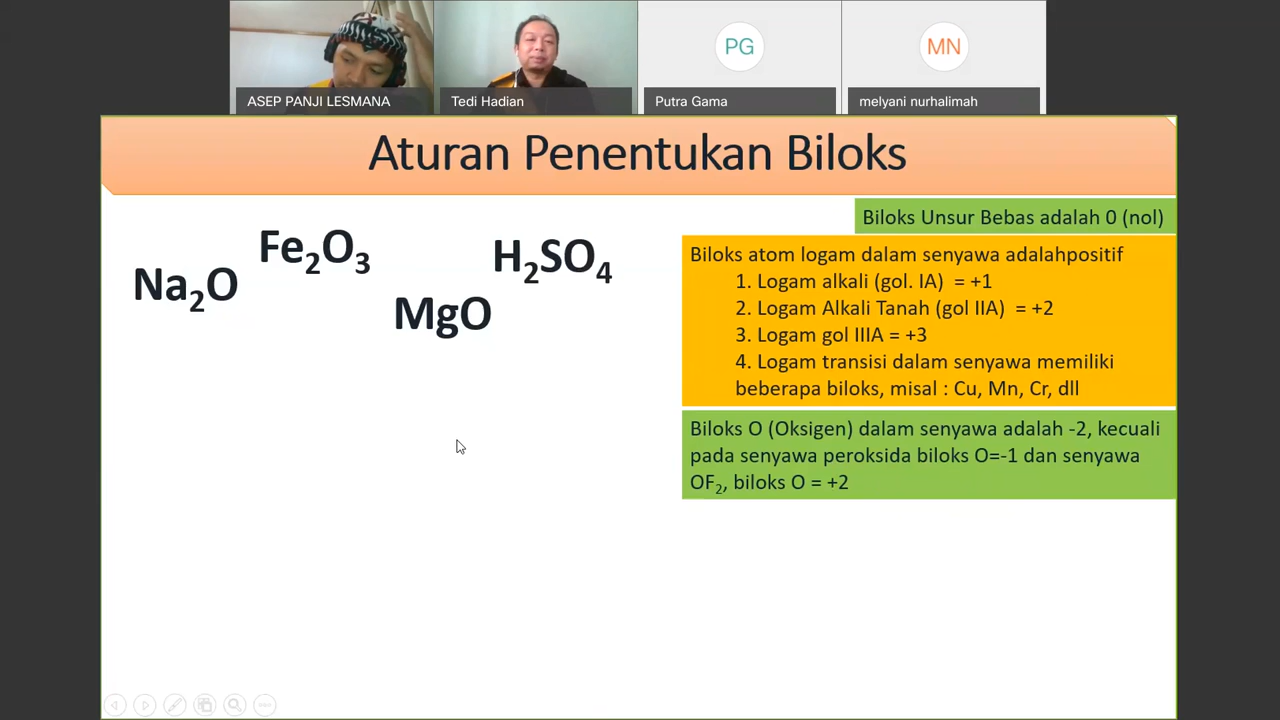 PG
MN
ASEP PANJI LESMANA
Tedi Hadian
Putra Gama
melyani nurhalimah
Aturan Penentukan Biloks
Na₂O
Fe₂O₃
MgO
H₂SO₄
Biloks Unsur Bebas adalah 0 (nol)
Biloks atom logam dalam senyawa adalahpositif
1. Logam alkali (gol. IA) = +1
2. Logam Alkali Tanah (gol IIA) = +2
3. Logam gol IIIA = +3
4. Logam transisi dalam senyawa memiliki
beberapa biloks, misal : Cu, Mn, Cr, dll
Biloks O (Oksigen) dalam senyawa adalah -2, kecuali
pada senyawa peroksida biloks O=-1 dan senyawa
OF₂, biloks O = +2